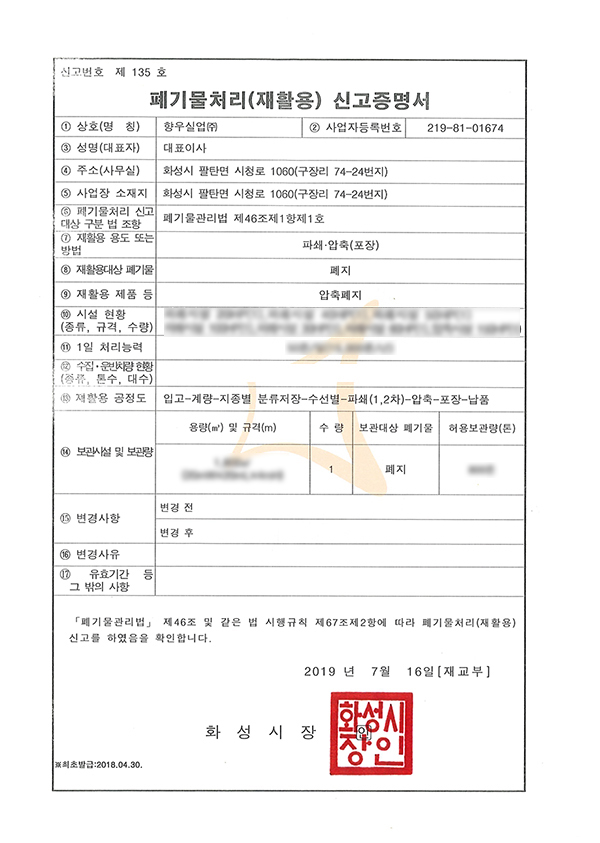 신고번호 제 135 호
폐기물처리(재활용) 신고증명서
① 상호(명 칭) 향우실업㈜ ② 사업자등록번호 219-81-01674
③ 성명(대표자) 대표이사
④ 주소(사무실) 화성시 팔탄면 시청로 1060(구장리 74-24번지)
⑤ 사업장 소재지 화성시 팔탄면 시청로 1060(구장리 74-24번지)
⑥ 폐기물처리 신고
대상 구분 법 조항 폐기물관리법 제46조제1항제1호
⑦ 재활용 용도 또는
방법 파쇄·압축(포장)
⑧ 재활용대상 폐기물 폐지
⑨ 재활용 제품 등 압축폐지
⑩ 시설 현황
(종류, 규격, 수량)
⑪ 1일 처리능력
⑫ 수집·운반차량 현황
(종류, 톤수, 대수)
⑬ 재활용 공정도 입고-계량-지종별 분류저장-수선별-파쇄(1,2차)-압축-포장-납품
⑭ 보관시설 및 보관량 용량(㎥) 및 규격(m) 수 량 보관대상 폐기물 허용보관량(톤)
1 폐지
⑮ 변경사항 변경 전
변경 후
⑯ 변경사유
⑰ 유효기간 등
그 밖의 사항
「폐기물관리법」 제46조 및 같은 법 시행규칙 제67조제2항에 따라 폐기물처리(재활용)
신고를 하였음을 확인합니다.
2019 년 7월 16일[재교부]
화 성 시 장 인
화성시
장인
※최초발급:2018.04.30.